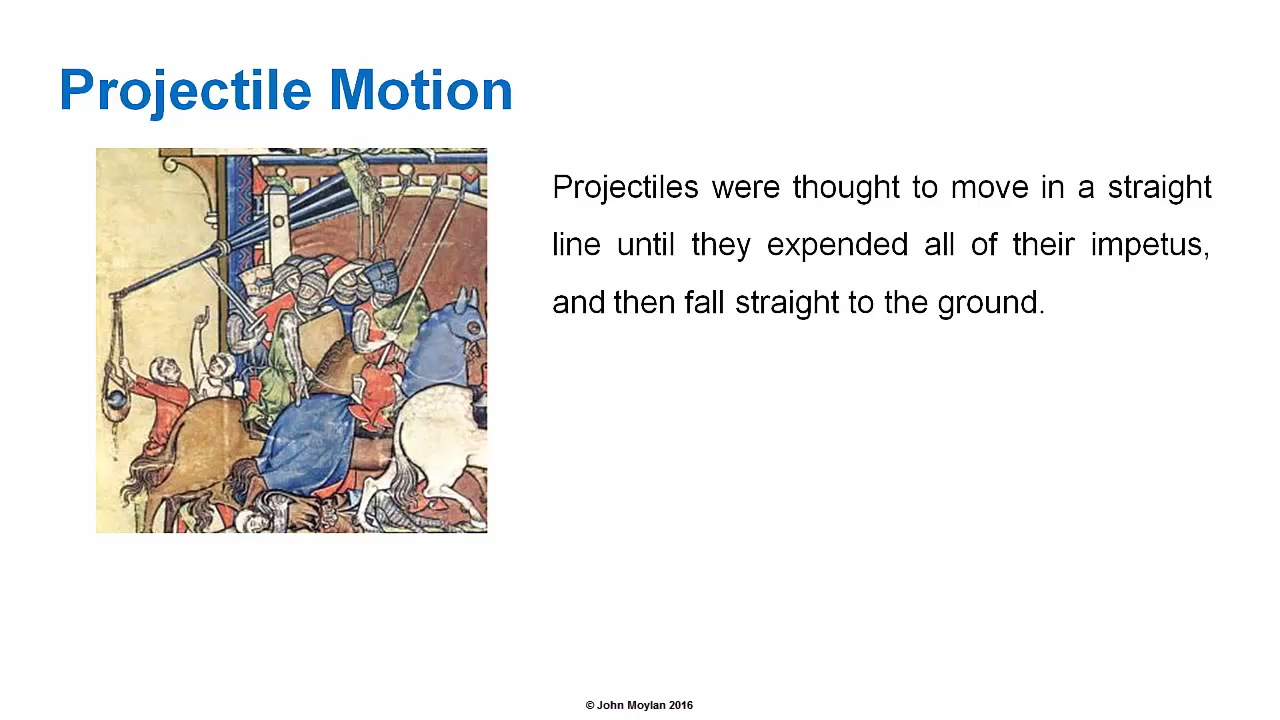 Projectile Motion
Projectiles were thought to move in a straight
line until they expended all of their impetus,
and then fall straight to the ground.
© John Moylan 2016